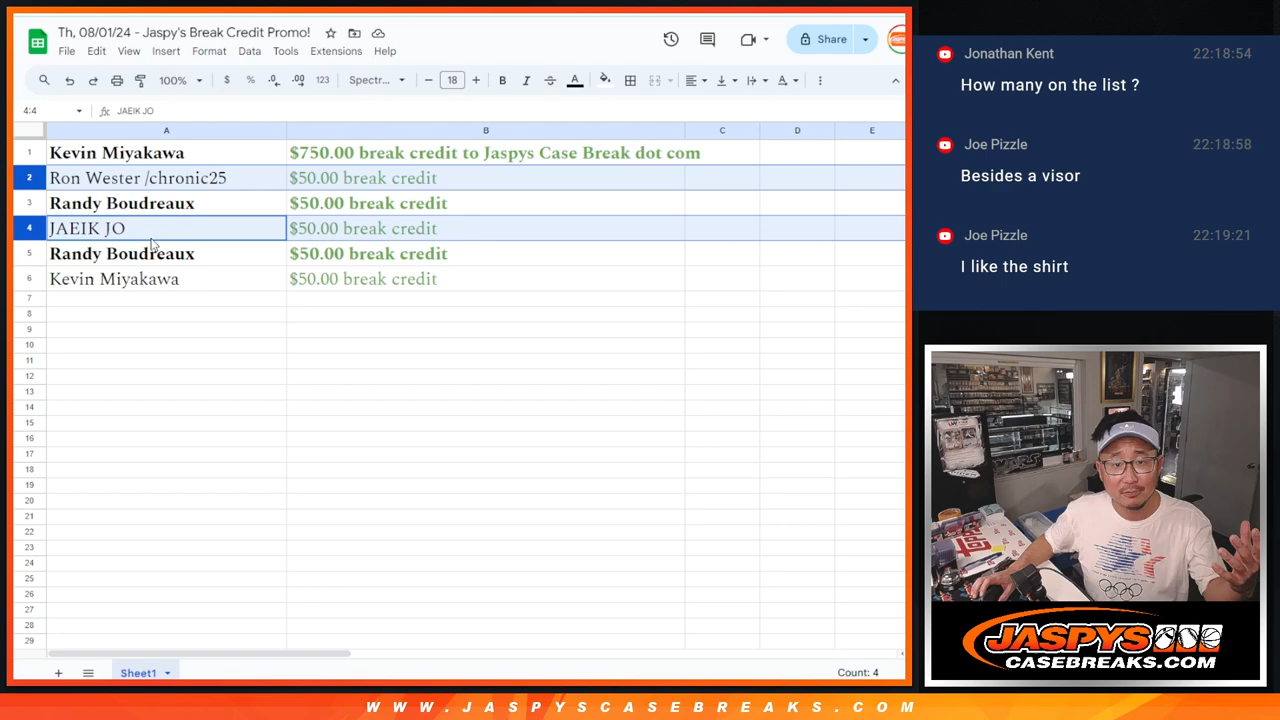 Th, 08/01/24 - Jaspy's Break Credit Promo!
File Edit View Insert Format Data Tools Extensions Help
Share
100% $ % .0 .00 123 Spectr... 18 B I A
4:4 fx JAEIK JO
A B C D E
1 Kevin Miyakawa $750.00 break credit to Jaspys Case Break dot com
2 Ron Wester /chronic25 $50.00 break credit
3 Randy Boudreaux $50.00 break credit
4 JAEIK JO $50.00 break credit
5 Randy Boudreaux $50.00 break credit
6 Kevin Miyakawa $50.00 break credit
7
8
9
10
11
12
13
14
15
16
17
18
19
20
21
22
23
24
25
26
27
28
29
Sheet1 Count: 4
Jonathan Kent 22:18:54
How many on the list ?
Joe Pizzle 22:18:58
Besides a visor
Joe Pizzle 22:19:21
I like the shirt
JASPYS
CASEBREAKS.COM
WWW.JASPYSCASEBREAKS.COM